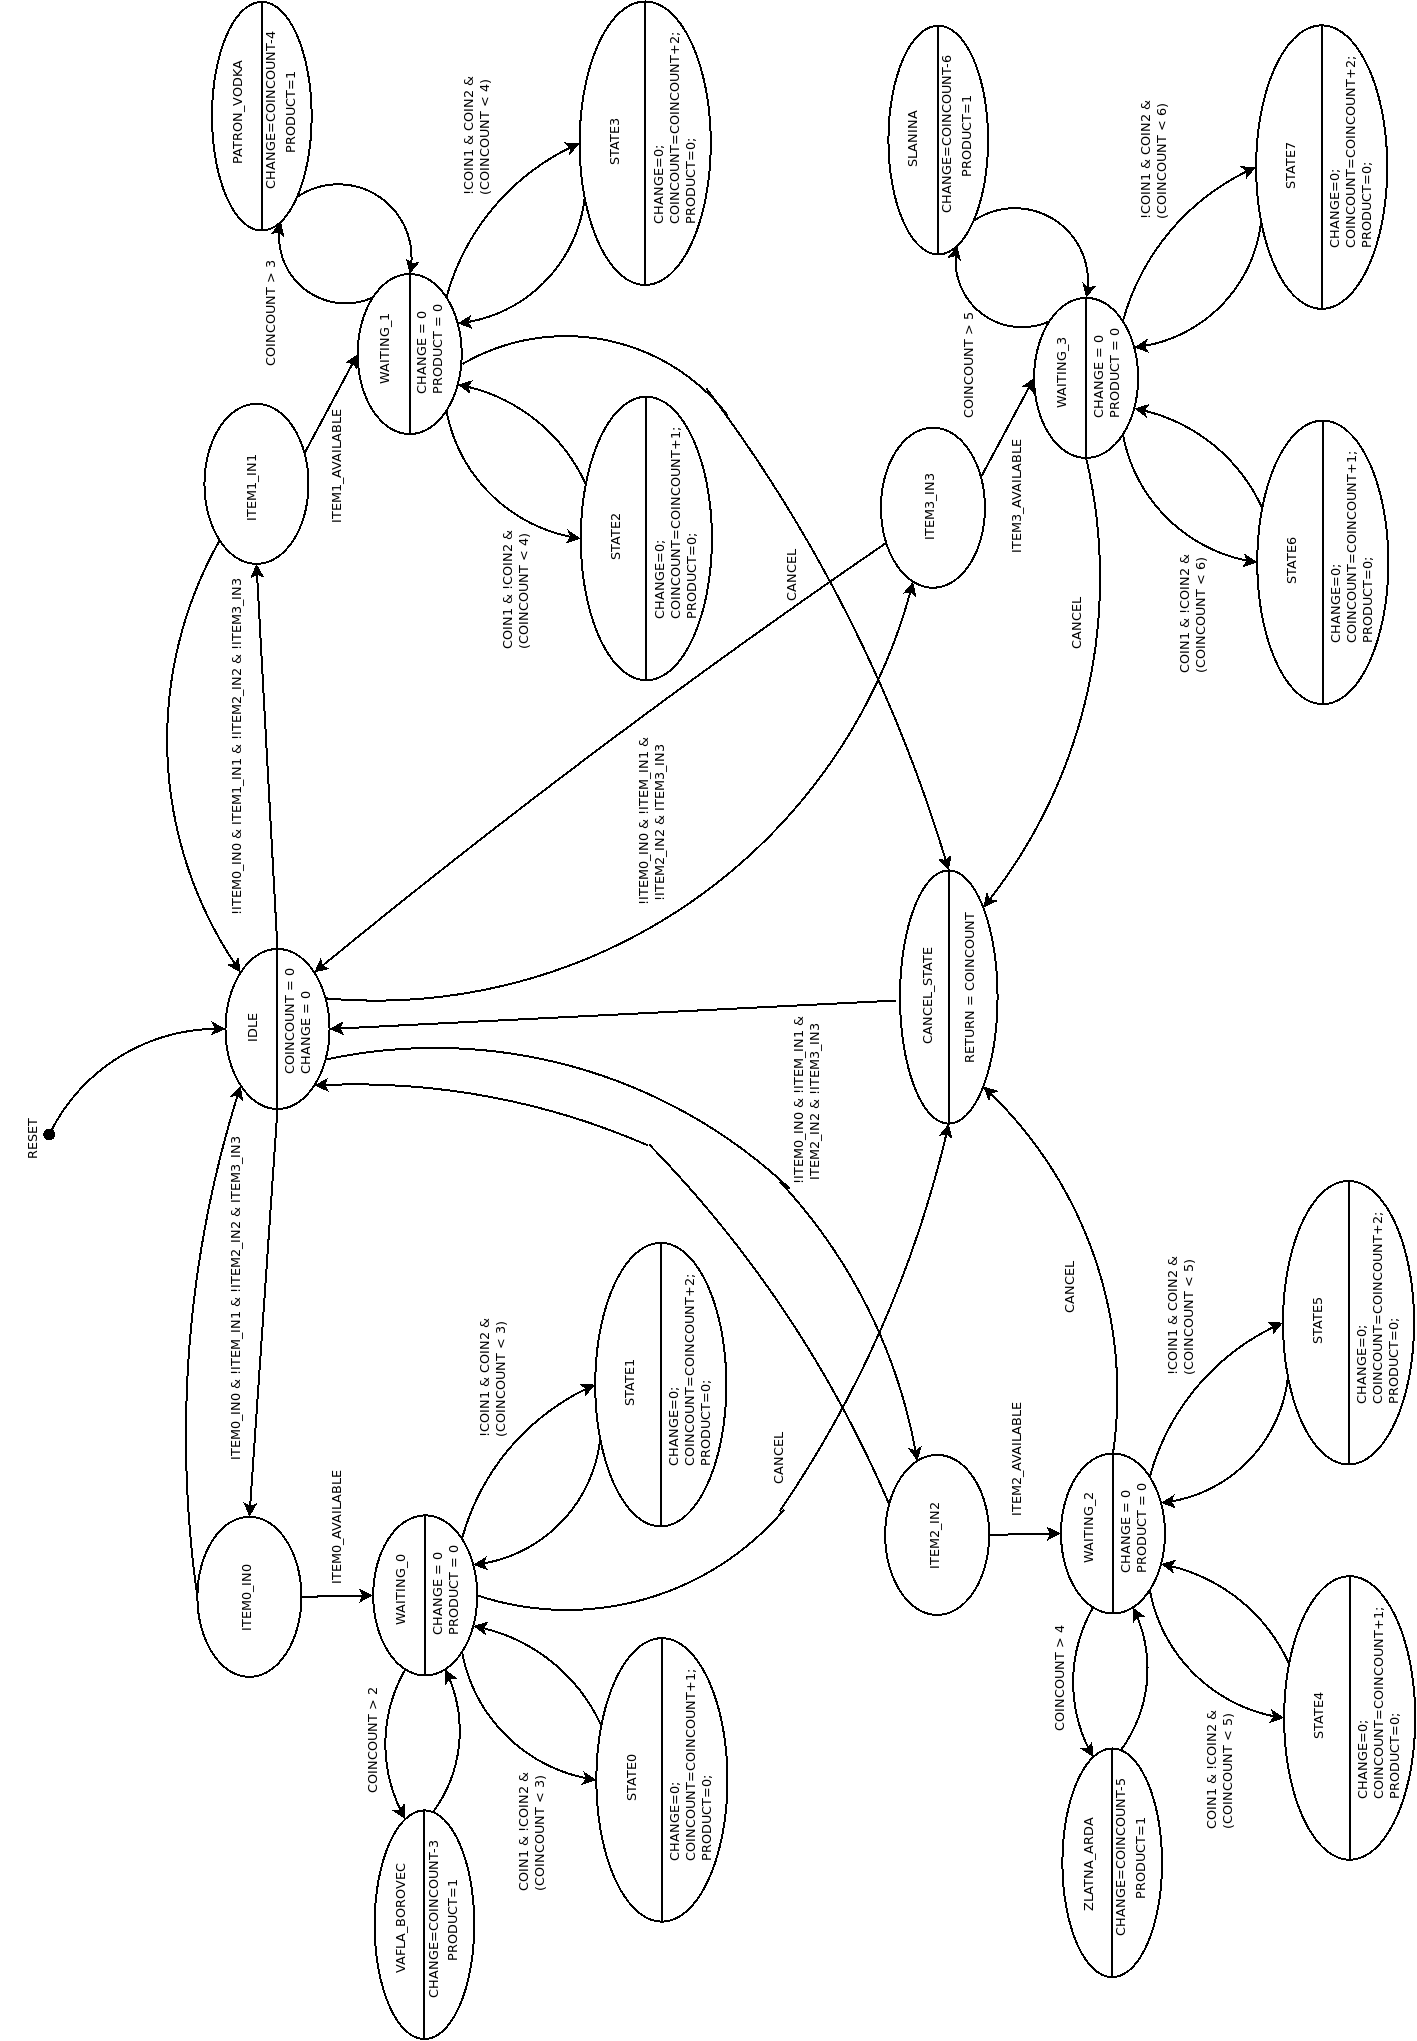 RESET
IDLE
COINCOUNT = 0
CHANGE = 0
ITEM0_IN0 & !ITEM_IN1 & !ITEM2_IN2 & ITEM3_IN3
!ITEM0_IN0 & ITEM1_IN1 & !ITEM2_IN2 & !ITEM3_IN3
ITEM0_IN0
ITEM0_AVAILABLE
WAITING_0
CHANGE = 0
PRODUCT = 0
COINCOUNT > 2
VAFLA_BOROVEC
CHANGE=COINCOUNT-3
PRODUCT=1
COIN1 & !COIN2 &
(COINCOUNT < 3)
STATE0
CHANGE=0;
COINCOUNT=COINCOUNT+1;
PRODUCT=0;
!COIN1 & COIN2 &
(COINCOUNT < 3)
STATE1
CHANGE=0;
COINCOUNT=COINCOUNT+2;
PRODUCT=0;
CANCEL
ITEM1_IN1
ITEM1_AVAILABLE
WAITING_1
CHANGE = 0
PRODUCT = 0
COINCOUNT > 3
PATRON_VODKA
CHANGE=COINCOUNT-4
PRODUCT=1
COIN1 & !COIN2 &
(COINCOUNT < 4)
STATE2
CHANGE=0;
COINCOUNT=COINCOUNT+1;
PRODUCT=0;
!COIN1 & COIN2 &
(COINCOUNT < 4)
STATE3
CHANGE=0;
COINCOUNT=COINCOUNT+2;
PRODUCT=0;
CANCEL
!ITEM0_IN0 & !ITEM_IN1 &
!ITEM2_IN2 & ITEM3_IN3
!ITEM0_IN0 & !ITEM_IN1 &
ITEM2_IN2 & !ITEM3_IN3
CANCEL_STATE
RETURN = COINCOUNT
ITEM2_IN2
ITEM2_AVAILABLE
WAITING_2
CHANGE = 0
PRODUCT = 0
COINCOUNT > 4
ZLATNA_ARDA
CHANGE=COINCOUNT-5
PRODUCT=1
COIN1 & !COIN2 &
(COINCOUNT < 5)
STATE4
CHANGE=0;
COINCOUNT=COINCOUNT+1;
PRODUCT=0;
!COIN1 & COIN2 &
(COINCOUNT < 5)
STATE5
CHANGE=0;
COINCOUNT=COINCOUNT+2;
PRODUCT=0;
CANCEL
ITEM3_IN3
ITEM3_AVAILABLE
WAITING_3
CHANGE = 0
PRODUCT = 0
COINCOUNT > 5
SLANINA
CHANGE=COINCOUNT-6
PRODUCT=1
COIN1 & !COIN2 &
(COINCOUNT < 6)
STATE6
CHANGE=0;
COINCOUNT=COINCOUNT+1;
PRODUCT=0;
!COIN1 & COIN2 &
(COINCOUNT < 6)
STATE7
CHANGE=0;
COINCOUNT=COINCOUNT+2;
PRODUCT=0;
CANCEL